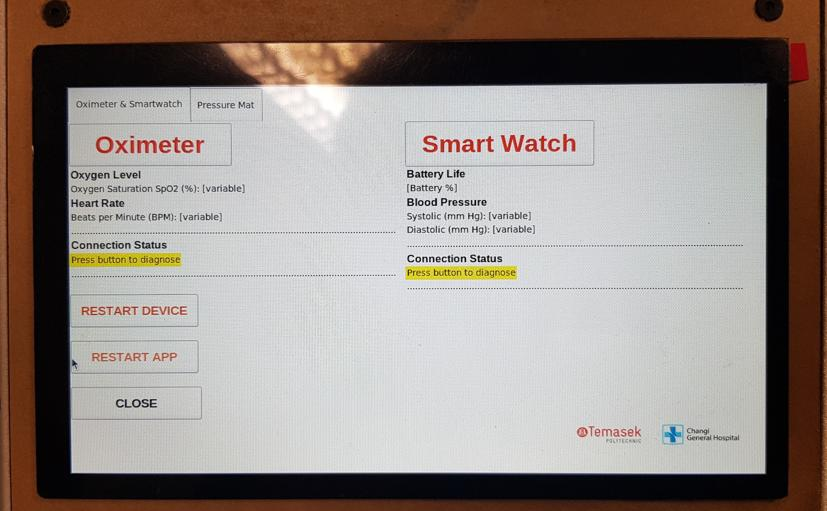 Oximeter & Smartwatch
Pressure Mat
Oximeter
Oxygen Level
Oxygen Saturation SpO2 (%): [variable]
Heart Rate
Beats per Minute (BPM): [variable]
Connection Status
Press button to diagnose
RESTART DEVICE
RESTART APP
CLOSE
Smart Watch
Battery Life
[Battery %]
Blood Pressure
Systolic (mm Hg): [variable]
Diastolic (mm Hg): [variable]
Connection Status
Press button to diagnose
Temasek
POLYTECHNIC
Changi
General Hospital